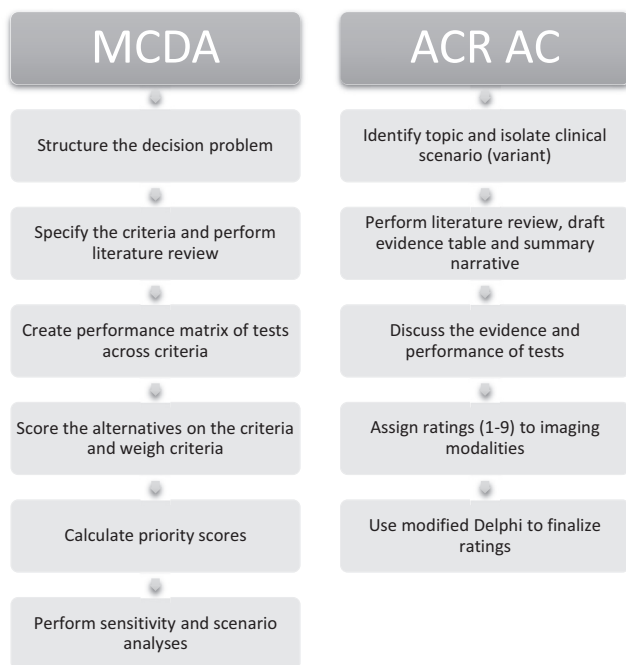 MCDA
Structure the decision problem
Specify the criteria and perform
literature review
Create performance matrix of tests
across criteria
Score the alternatives on the criteria
and weigh criteria
Calculate priority scores
Perform sensitivity and scenario
analyses
ACR AC
Identify topic and isolate clinical
scenario (variant)
Perform literature review, draft
evidence table and summary
narrative
Discuss the evidence and
performance of tests
Assign ratings (1-9) to imaging
modalities
Use modified Delphi to finalize
ratings